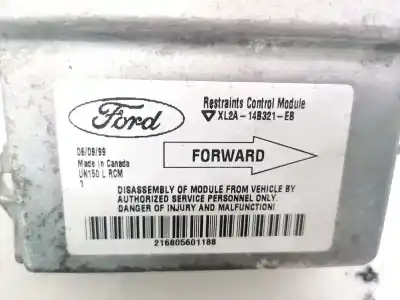 Ford
Restraints Control Module
XL2A-14B321-EB
06/09/99
Made in Canada
UN150 L RCM
1
FORWARD
DISASSEMBLY OF MODULE FROM VEHICLE BY
AUTHORIZED SERVICE PERSONNEL ONLY.
DANGER OF INJURY AND MALFUNCTION!
216805601188